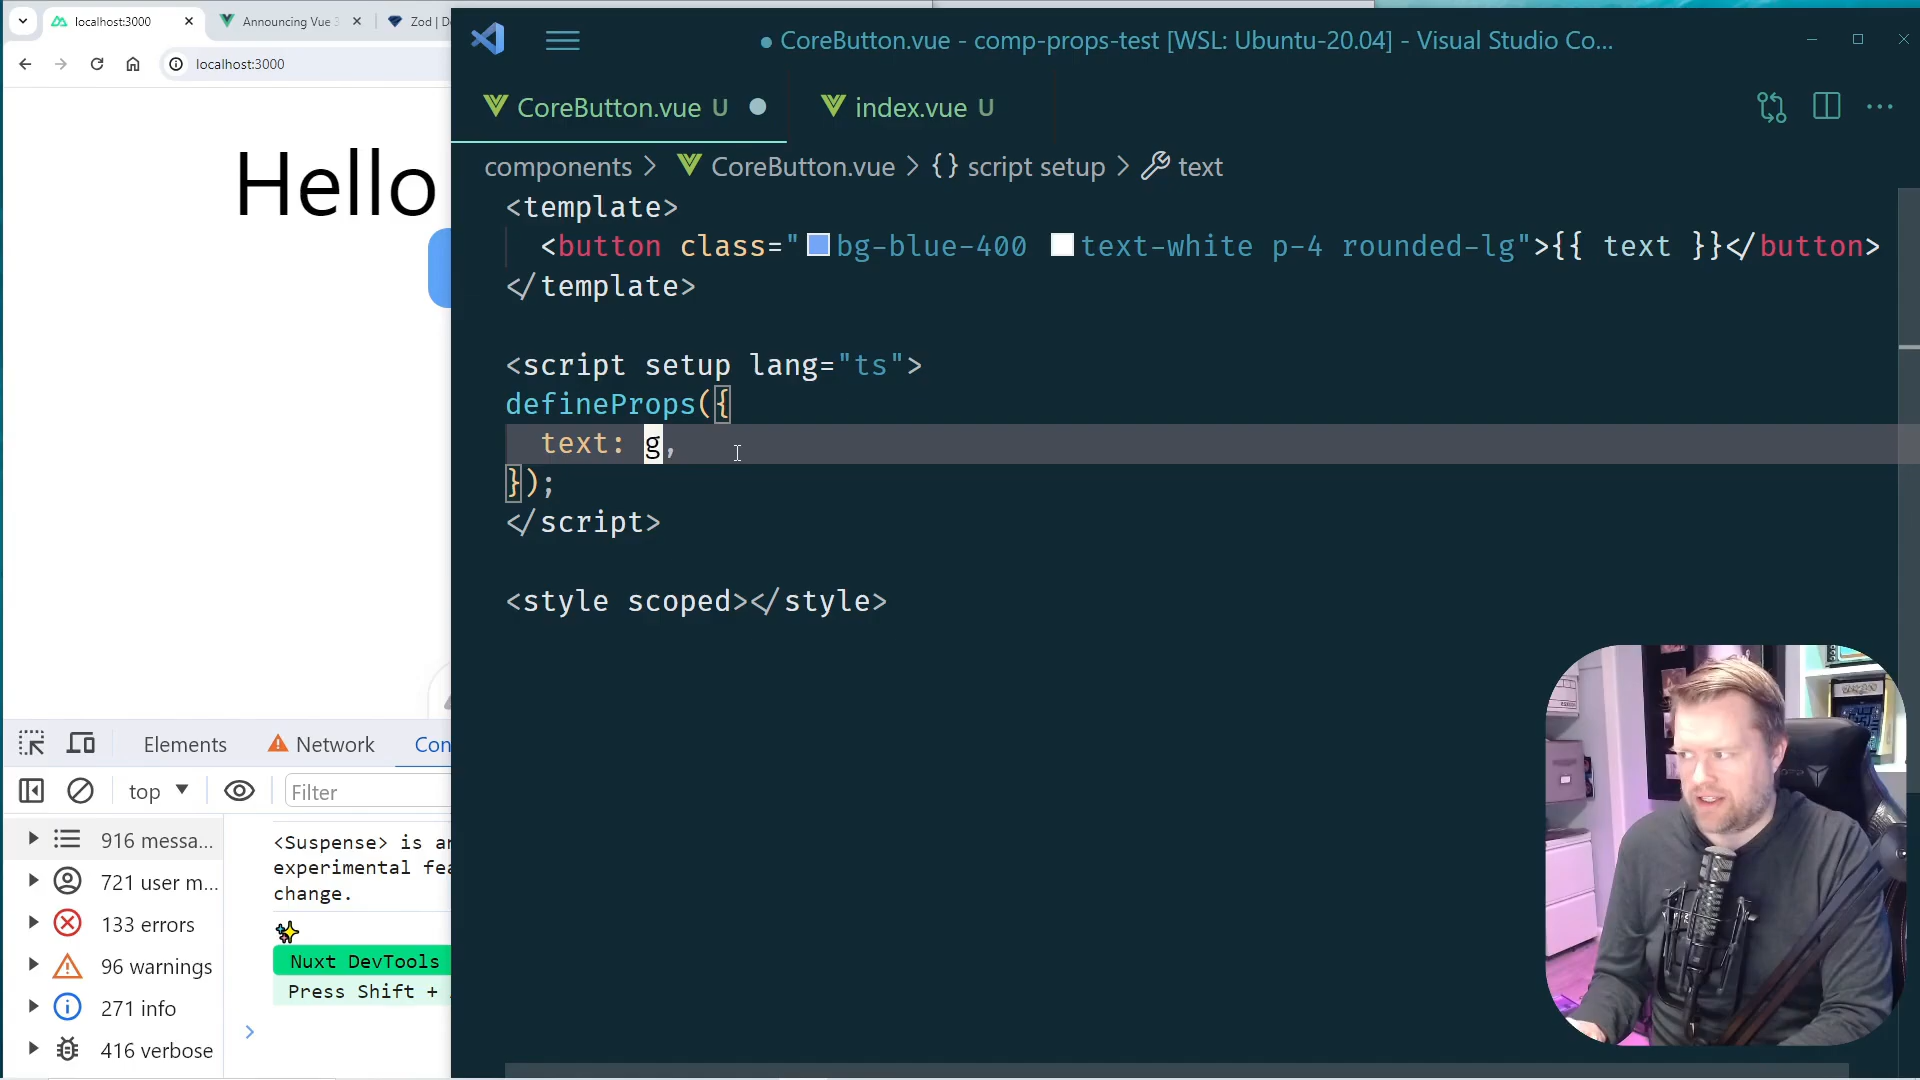 localhost:3000
Announcing Vue 3
Zod | D
localhost:3000
Hello
Elements
Network
Con
top
Filter
916 messa...
721 user m...
133 errors
96 warnings
271 info
416 verbose
<Suspense> is a
experimental fea
change.
Nuxt DevTools
Press Shift +
CoreButton.vue - comp-props-test [WSL: Ubuntu-20.04] - Visual Studio Co...
CoreButton.vue U
index.vue U
components > CoreButton.vue > {} script setup > text
<template>
<button class="bg-blue-400 text-white p-4 rounded-lg">{{ text }}</button>
</template>
<script setup lang="ts">
defineProps({
text: g,
});
</script>
<style scoped></style>